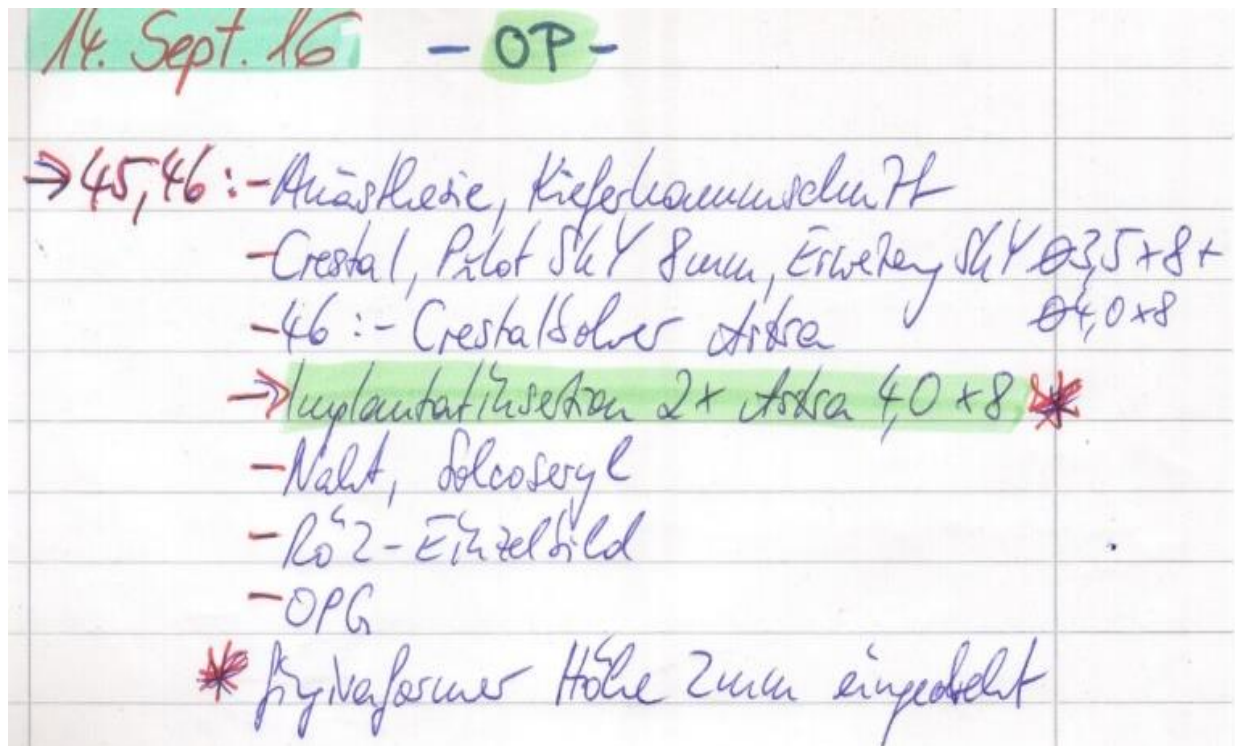 14. Sept. 16 - OP -
→ 45, 46 : - Anästhesie, Kieferkammschnitt
- Crestal, Pilot SKY 8mm, Erweiterung SKY Ø3,5 x 8 +
Ø4,0 x 8
- 46 : - Crestal Astra
→ Implantatinsertion 2x Astra 4,0 x 8 *
- Naht, Solcoseryl
- Rö 2 - Einzelbild
- OPG
* Gingivaformer Höhe 2mm eingedreht